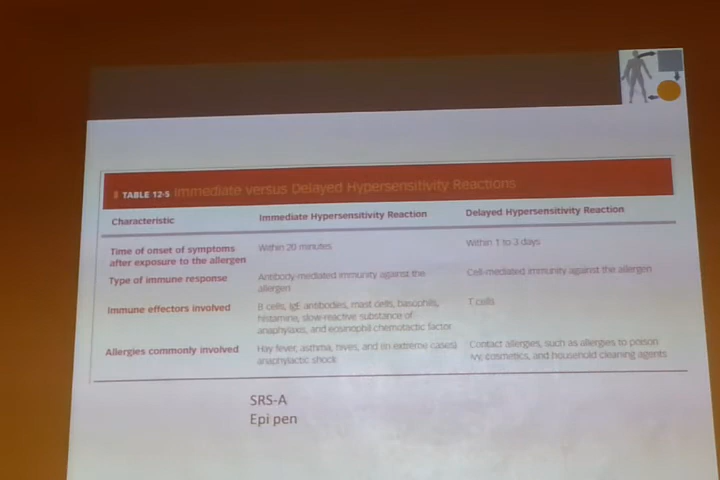 TABLE 12-5 Immediate versus Delayed Hypersensitivity Reactions
Characteristic Immediate Hypersensitivity Reaction Delayed Hypersensitivity Reaction
Time of onset of symptoms Within 20 minutes Within 1 to 3 days
after exposure to the allergen
Type of immune response Antibody-mediated immunity against the Cell-mediated immunity against the allergen
allergen
Immune effectors involved B cells, IgE antibodies, mast cells, basophils, T cells
histamine, slow-reactive substance of
anaphylaxis, and eosinophil chemotactic factor
Allergies commonly involved Hay fever, asthma, hives, and (in extreme cases) Contact allergies, such as allergies to poison
anaphylactic shock ivy, cosmetics, and household cleaning agents
SRS-A
Epi pen